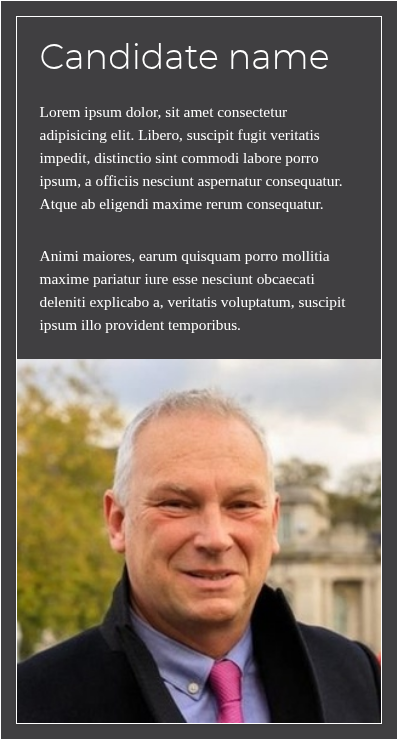 Candidate name
Lorem ipsum dolor, sit amet consectetur
adipisicing elit. Libero, suscipit fugit veritatis
impedit, distinctio sint commodi labore porro
ipsum, a officiis nesciunt aspernatur consequatur.
Atque ab eligendi maxime rerum consequatur.
Animi maiores, earum quisquam porro mollitia
maxime pariatur iure esse nesciunt obcaecati
deleniti explicabo a, veritatis voluptatum, suscipit
ipsum illo provident temporibus.